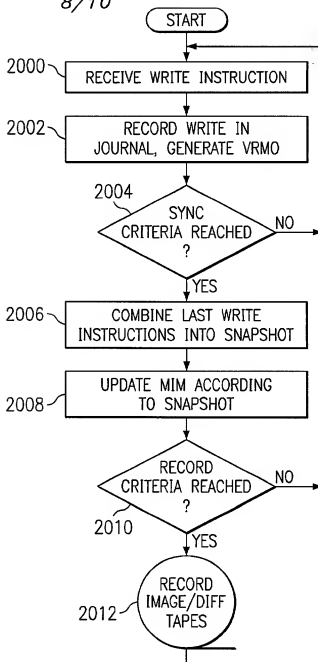 8/10
START
2000
RECEIVE WRITE INSTRUCTION
2002
RECORD WRITE IN
JOURNAL, GENERATE VRMO
2004
SYNC
CRITERIA REACHED
?
NO
YES
2006
COMBINE LAST WRITE
INSTRUCTIONS INTO SNAPSHOT
2008
UPDATE MIM ACCORDING
TO SNAPSHOT
RECORD
CRITERIA REACHED
?
NO
2010
YES
2012
RECORD
IMAGE/DIFF
TAPES